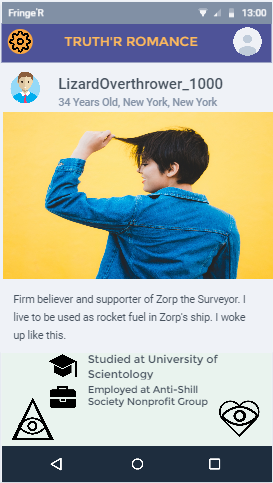 Fringe'R 13:00
TRUTH'R ROMANCE
LizardOverthrower_1000
34 Years Old, New York, New York
Firm believer and supporter of Zorp the Surveyor. I
live to be used as rocket fuel in Zorp's ship. I woke
up like this.
Studied at University of
Scientology
Employed at Anti-Shill
Society Nonprofit Group